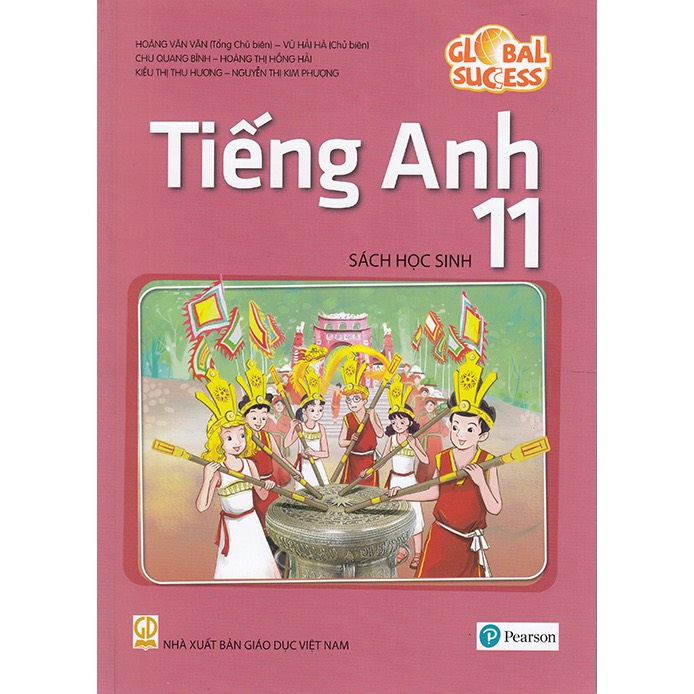 HOÀNG VĂN VÂN (Tổng Chủ biên) – VŨ HẢI HÀ (Chủ biên)
CHU QUANG BÌNH – HOÀNG THỊ HỒNG HẢI
KIỀU THỊ THU HƯƠNG – NGUYỄN THỊ KIM PHƯỢNG
GLOBAL
SUCCESS
Tiếng Anh
11
SÁCH HỌC SINH
GD
NHÀ XUẤT BẢN GIÁO DỤC VIỆT NAM
Pearson